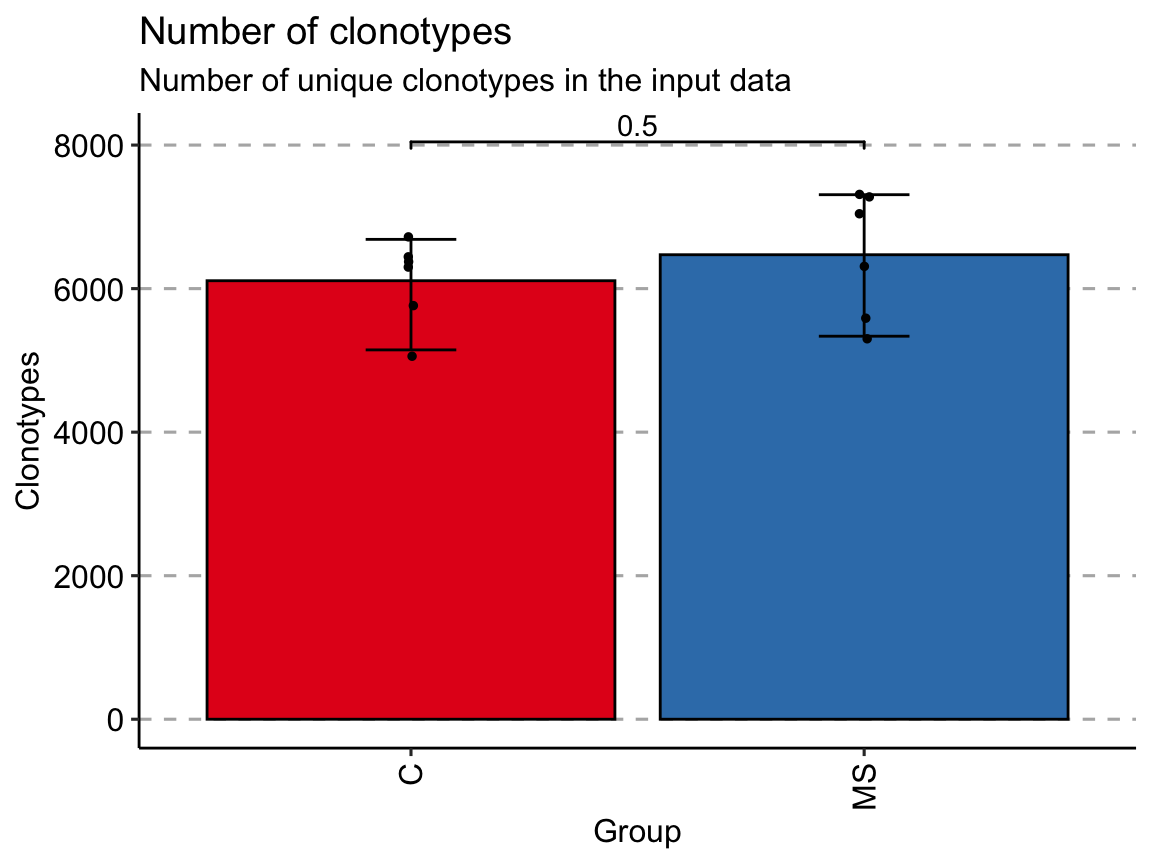 Number of clonotypes
Number of unique clonotypes in the input data
0.5
8000
6000
4000
2000
0
Clonotypes
C
MS
Group